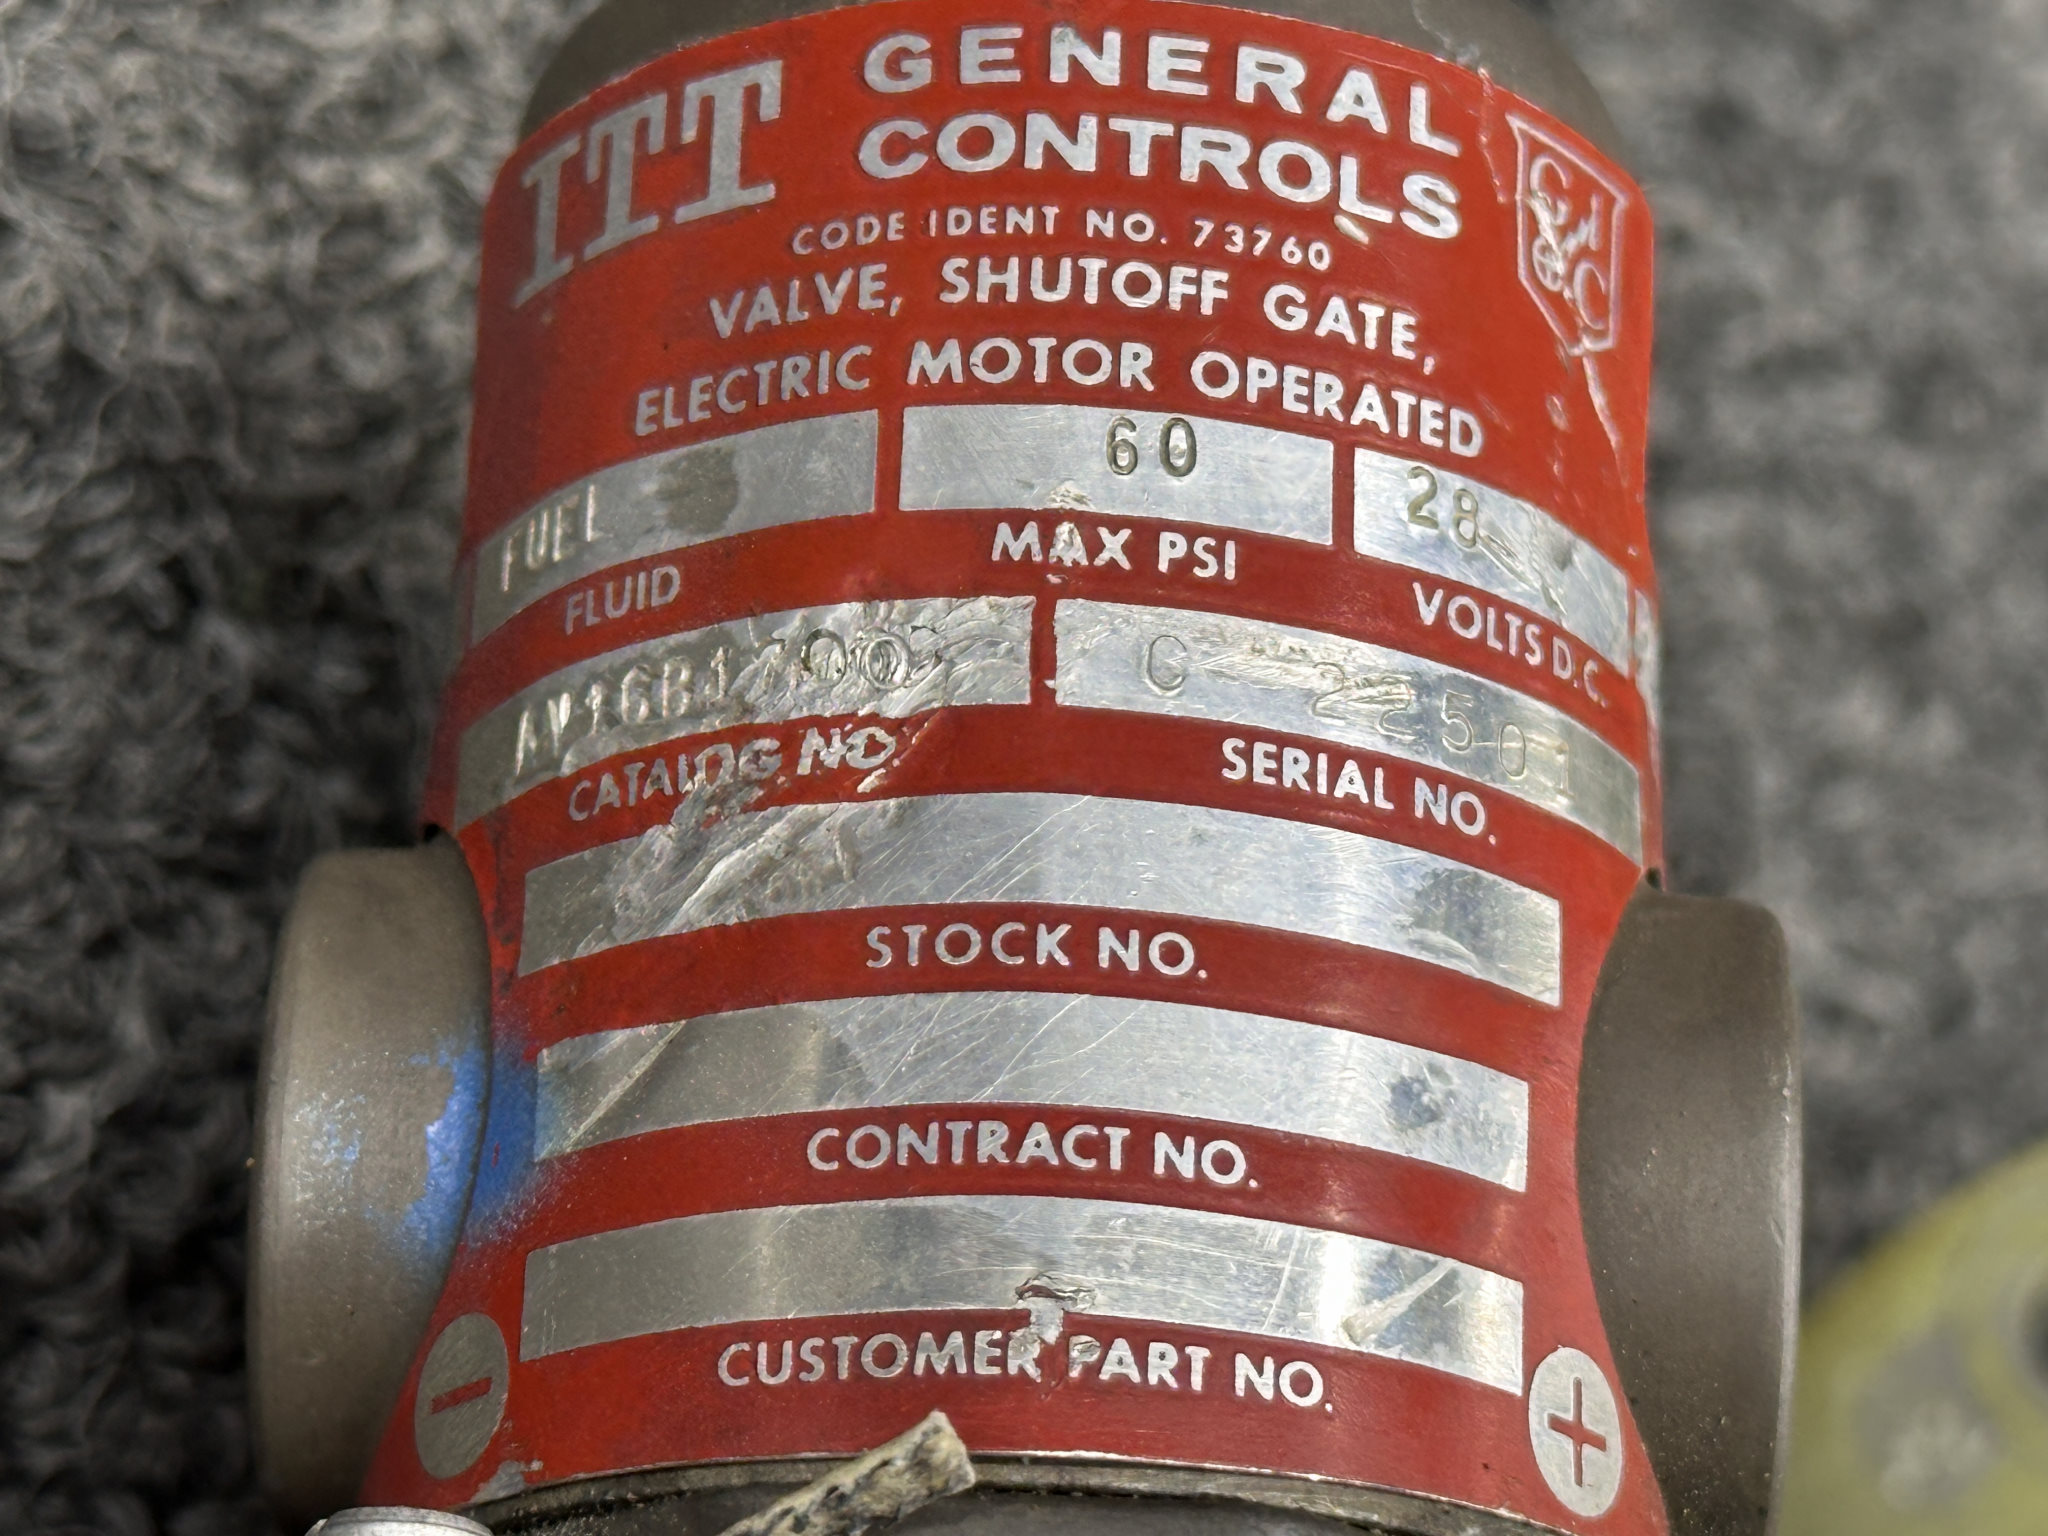 ITT GENERAL CONTROLS
CODE IDENT NO. 73760
VALVE, SHUTOFF GATE,
ELECTRIC MOTOR OPERATED
FUEL 60 28
FLUID MAX PSI VOLTS D.C.
C 22501
CATALOG NO. SERIAL NO.
STOCK NO.
CONTRACT NO.
CUSTOMER PART NO.
- +